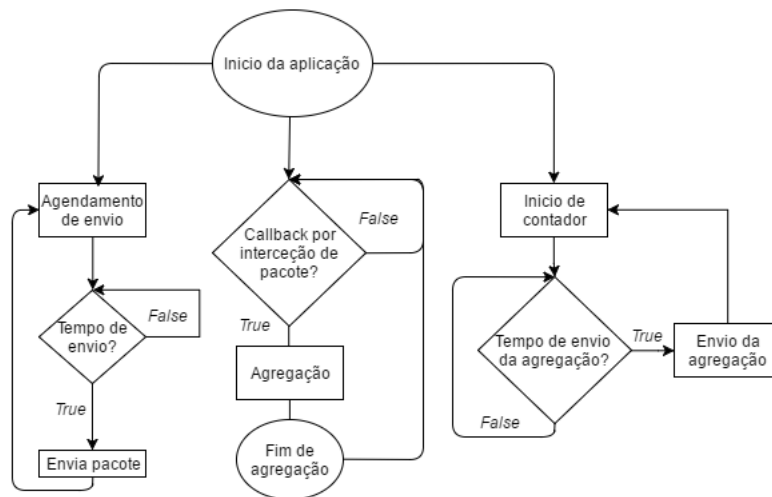 Inicio da aplicação
Agendamento
de envio
Tempo de
envio?
False
True
Envia pacote
Callback por
interceção de
pacote?
False
True
Agregação
Fim de
agregação
Inicio de
contador
Tempo de envio
da agregação?
True
False
Envio da
agregação